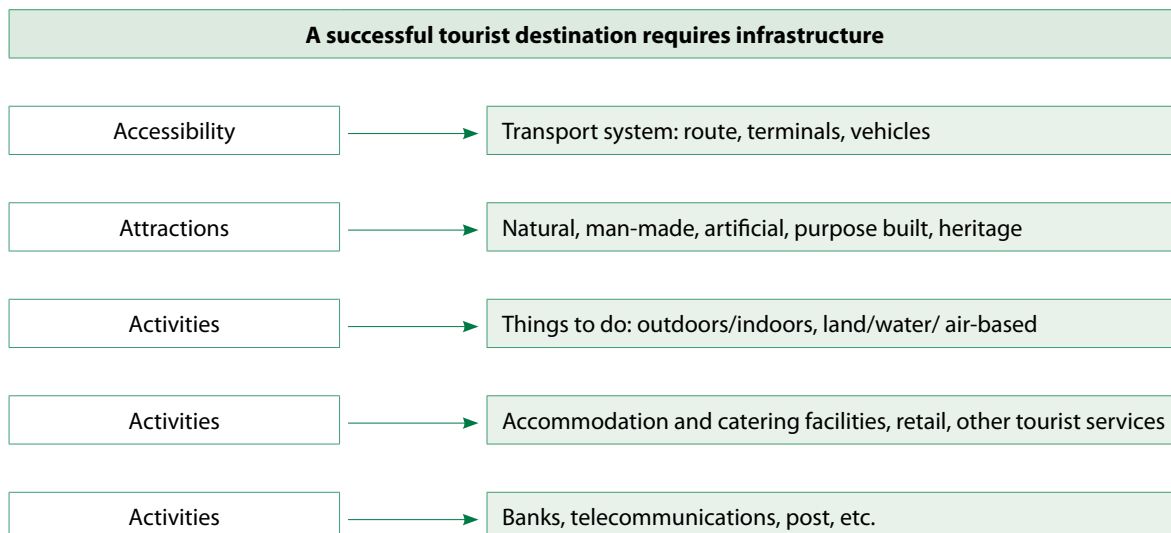 A successful tourist destination requires infrastructure
Accessibility
Transport system: route, terminals, vehicles
Attractions
Natural, man-made, artificial, purpose built, heritage
Activities
Things to do: outdoors/indoors, land/water/ air-based
Activities
Accommodation and catering facilities, retail, other tourist services
Activities
Banks, telecommunications, post, etc.